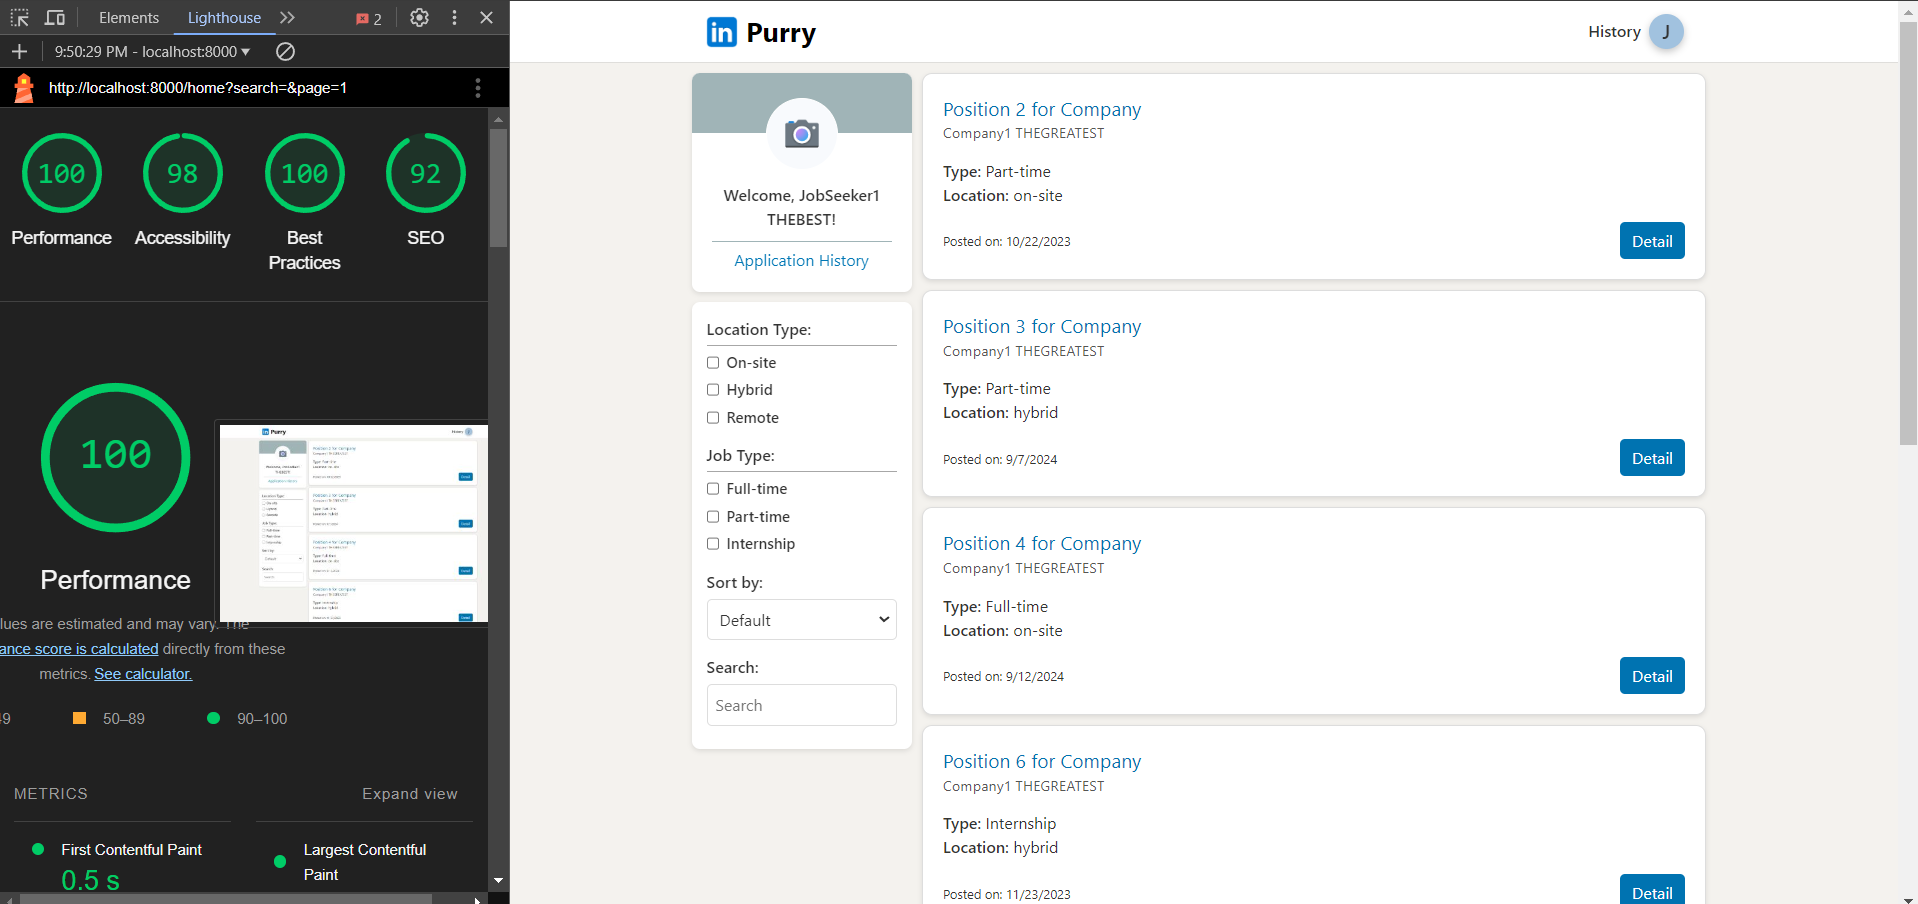 Elements
Lighthouse
2
9:50:29 PM - localhost:8000
http://localhost:8000/home?search=&page=1
100
98
100
92
Performance
Accessibility
Best
Practices
SEO
100
Performance
lues are estimated and may vary. The
ance score is calculated directly from these
metrics. See calculator.
50–89
90–100
METRICS
Expand view
First Contentful Paint
0.5 s
Largest Contentful
Paint
in Purry
History
J
Welcome, JobSeeker1
THEBEST!
Application History
Location Type:
On-site
Hybrid
Remote
Job Type:
Full-time
Part-time
Internship
Sort by:
Default
Search:
Search
Position 2 for Company
Company1 THEGREATEST
Type: Part-time
Location: on-site
Posted on: 10/22/2023
Detail
Position 3 for Company
Company1 THEGREATEST
Type: Part-time
Location: hybrid
Posted on: 9/7/2024
Detail
Position 4 for Company
Company1 THEGREATEST
Type: Full-time
Location: on-site
Posted on: 9/12/2024
Detail
Position 6 for Company
Company1 THEGREATEST
Type: Internship
Location: hybrid
Posted on: 11/23/2023
Detail